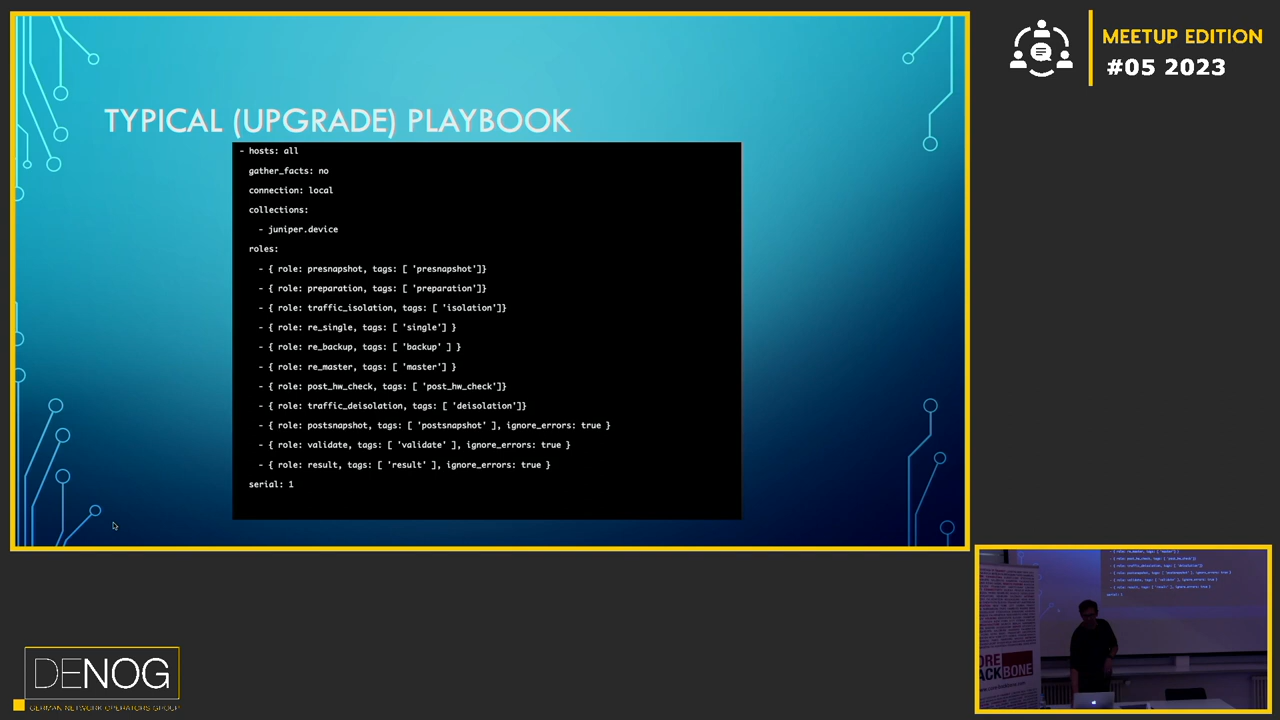 MEETUP EDITION
#05 2023
TYPICAL (UPGRADE) PLAYBOOK
- hosts: all
gather_facts: no
connection: local
collections:
- juniper.device
roles:
- { role: presnapshot, tags: [ 'presnapshot']}
- { role: preparation, tags: [ 'preparation']}
- { role: traffic_isolation, tags: [ 'isolation']}
- { role: re_single, tags: [ 'single'] }
- { role: re_backup, tags: [ 'backup' ] }
- { role: re_master, tags: [ 'master'] }
- { role: post_hw_check, tags: [ 'post_hw_check']}
- { role: traffic_deisolation, tags: [ 'deisolation']}
- { role: postsnapshot, tags: [ 'postsnapshot' ], ignore_errors: true }
- { role: validate, tags: [ 'validate' ], ignore_errors: true }
- { role: result, tags: [ 'result' ], ignore_errors: true }
serial: 1
DENOG
GERMAN NETWORK OPERATORS GROUP